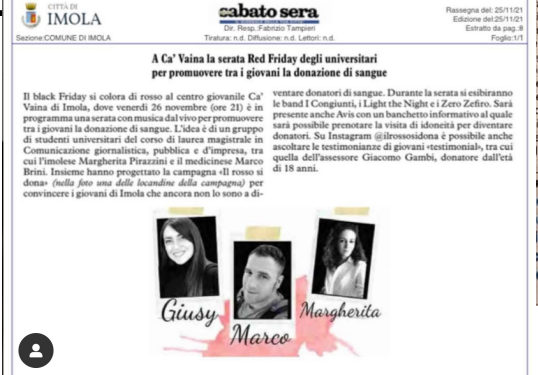 CITTÀ DI
IMOLA
Sezione:COMUNE DI IMOLA
sabato sera
Dir. Resp.:Fabrizio Tampieri
Tiratura: n.d. Diffusione: n.d. Lettori: n.d.
Rassegna del: 25/11/21
Edizione del:25/11/21
Estratto da pag.:8
Foglio:1/1
A Ca' Vaina la serata Red Friday degli universitari
per promuovere tra i giovani la donazione di sangue
Il black Friday si colora di rosso al centro giovanile Ca'
Vaina di Imola, dove venerdì 26 novembre (ore 21) è in
programma una serata con musica dal vivo per promuovere
tra i giovani la donazione di sangue. L'idea è di un gruppo
di studenti universitari del corso di laurea magistrale in
Comunicazione giornalistica, pubblica e d'impresa, tra
cui l'imolese Margherita Pirazzini e il medicinese Marco
Brini. Insieme hanno progettato la campagna «Il rosso si
dona» (nella foto una delle locandine della campagna) per
convincere i giovani di Imola che ancora non lo sono a di-
ventare donatori di sangue. Durante la serata si esibiranno
le band I Congiunti, i Light the Night e i Zero Zefiro. Sarà
presente anche Avis con un banchetto informativo al quale
sarà possibile prenotare la visita di idoneità per diventare
donatori. Su Instagram @ilrossosidona è possibile anche
ascoltare le testimonianze di giovani «testimonial», tra cui
quella dell'assessore Giacomo Gambi, donatore dall'età
di 18 anni.
Giusy
Marco
Margherita